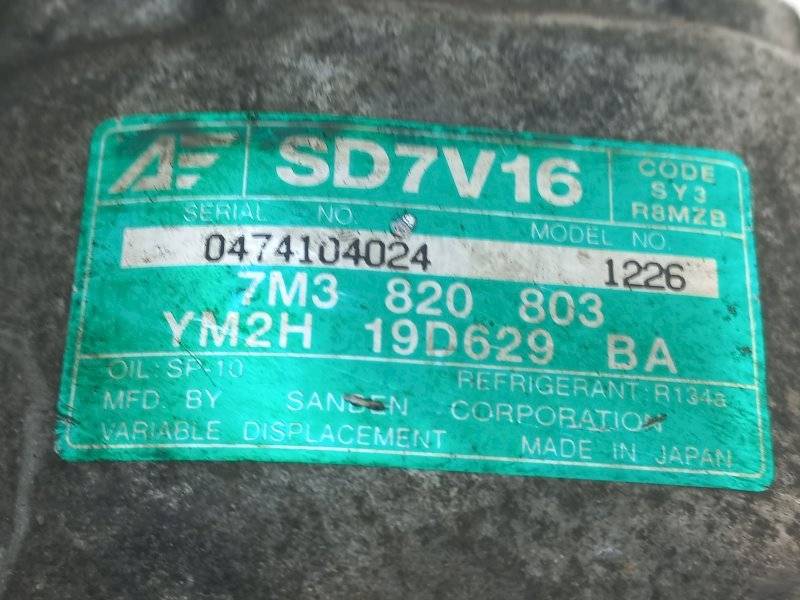 AF SD7V16 CODE
SY3
R8MZB
SERIAL NO. MODEL NO.
0474104024 1226
7M3 820 803
YM2H 19D629 BA
OIL: SP-10 REFRIGERANT: R134a
MFD. BY SANDEN CORPORATION
VARIABLE DISPLACEMENT MADE IN JAPAN